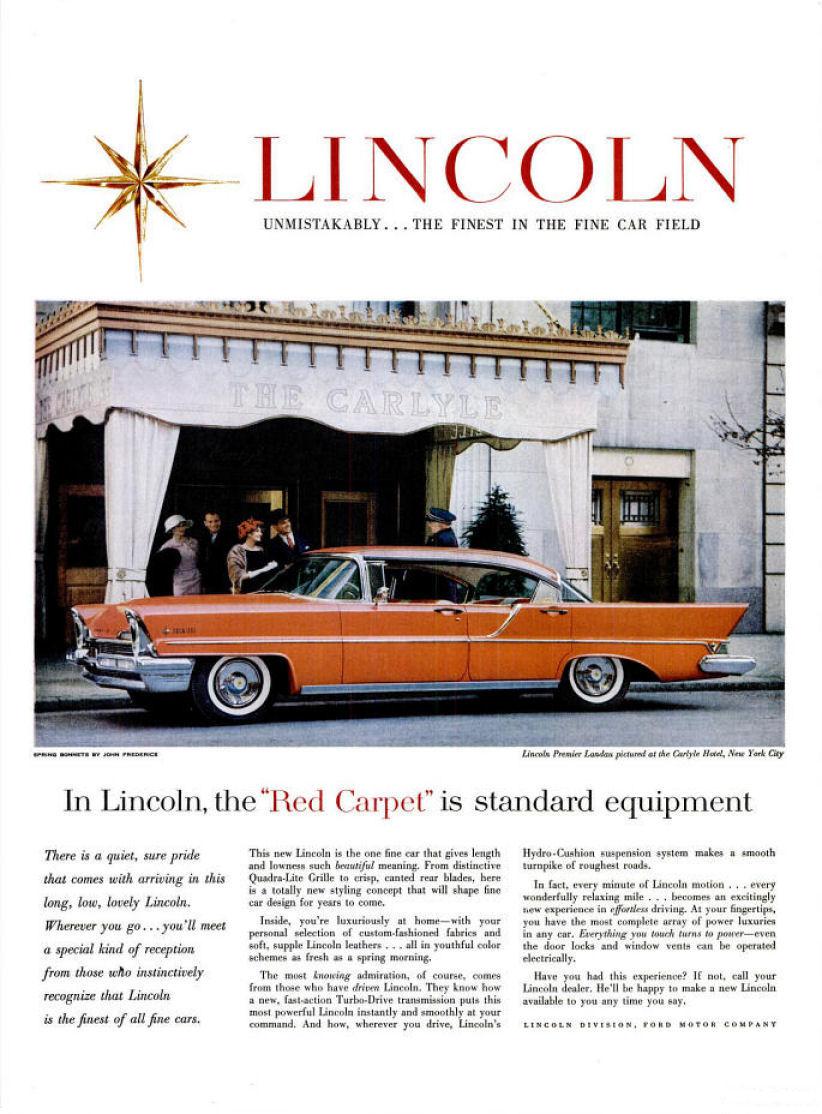 LINCOLN
UNMISTAKABLY...THE FINEST IN THE FINE CAR FIELD
THE CARLYLE
SPRING BONNETS BY JOHN FREDERICS
Lincoln Premier Landau pictured at the Carlyle Hotel, New York City
In Lincoln, the “Red Carpet” is standard equipment
There is a quiet, sure pride
that comes with arriving in this
long, low, lovely Lincoln.
Wherever you go...you'll meet
a special kind of reception
from those who instinctively
recognize that Lincoln
is the finest of all fine cars.
This new Lincoln is the one fine car that gives length
and lowness such beautiful meaning. From distinctive
Quadra-Lite Grille to crisp, canted rear blades, here
is a totally new styling concept that will shape fine
car design for years to come.
Inside, you're luxuriously at home—with your
personal selection of custom-fashioned fabrics and
soft, supple Lincoln leathers . . . all in youthful color
schemes as fresh as a spring morning.
The most knowing admiration, of course, comes
from those who have driven Lincoln. They know how
a new, fast-action Turbo-Drive transmission puts this
most powerful Lincoln instantly and smoothly at your
command. And how, wherever you drive, Lincoln's
Hydro-Cushion suspension system makes a smooth
turnpike of roughest roads.
In fact, every minute of Lincoln motion . . . every
wonderfully relaxing mile . . . becomes an excitingly
new experience in effortless driving. At your fingertips,
you have the most complete array of power luxuries
in any car. Everything you touch turns to power—even
the door locks and window vents can be operated
electrically.
Have you had this experience? If not, call your
Lincoln dealer. He'll be happy to make a new Lincoln
available to you any time you say.
LINCOLN DIVISION, FORD MOTOR COMPANY